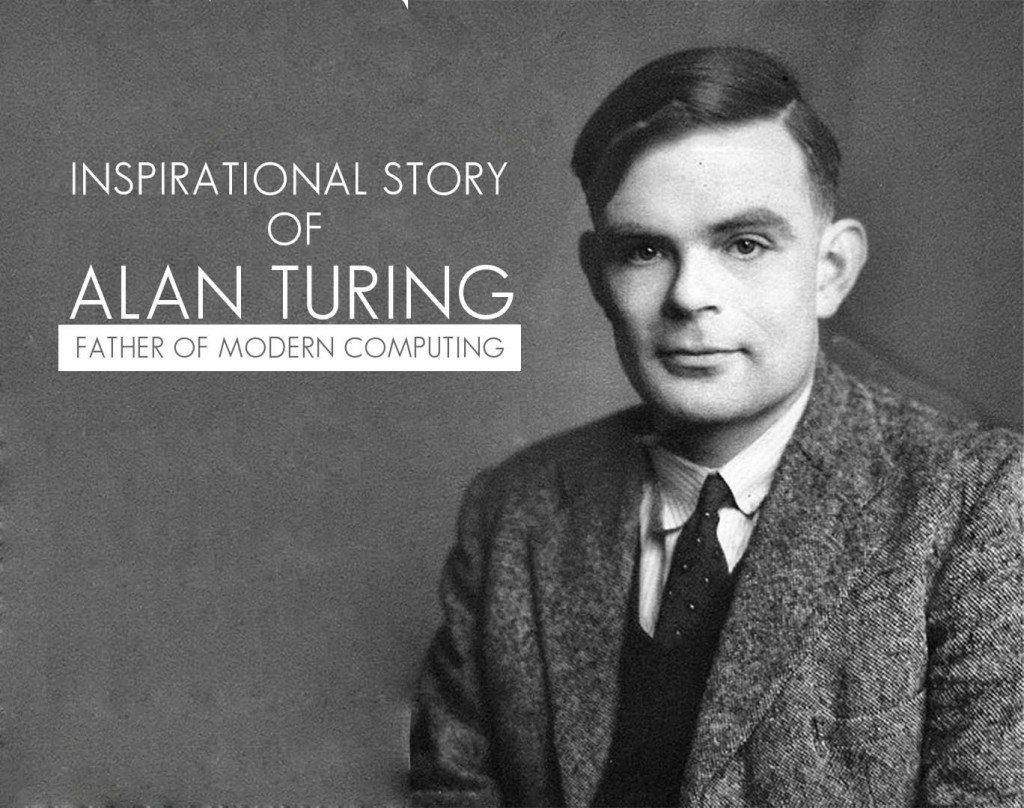 INSPIRATIONAL STORY
OF
ALAN TURING
FATHER OF MODERN COMPUTING